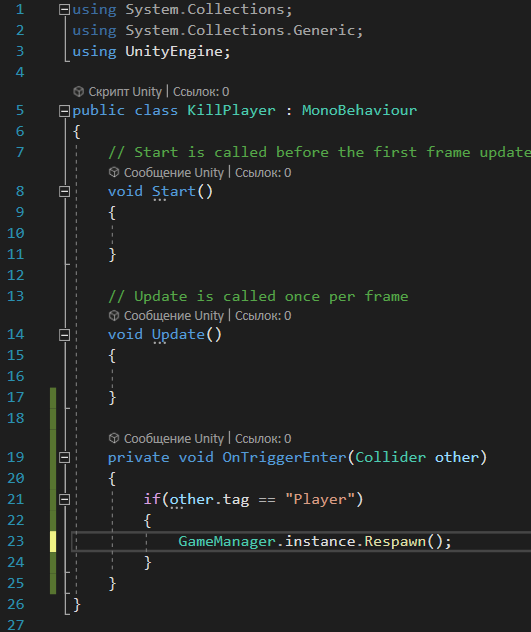 1 using System.Collections;
2 using System.Collections.Generic;
3 using UnityEngine;
4
Скрипт Unity | Ссылок: 0
5 public class KillPlayer : MonoBehaviour
6 {
7 // Start is called before the first frame update
Сообщение Unity | Ссылок: 0
8 void Start()
9 {
10
11 }
12
13 // Update is called once per frame
Сообщение Unity | Ссылок: 0
14 void Update()
15 {
16
17 }
18
Сообщение Unity | Ссылок: 0
19 private void OnTriggerEnter(Collider other)
20 {
21 if(other.tag == "Player")
22 {
23 GameManager.instance.Respawn();
24 }
25 }
26 }
27